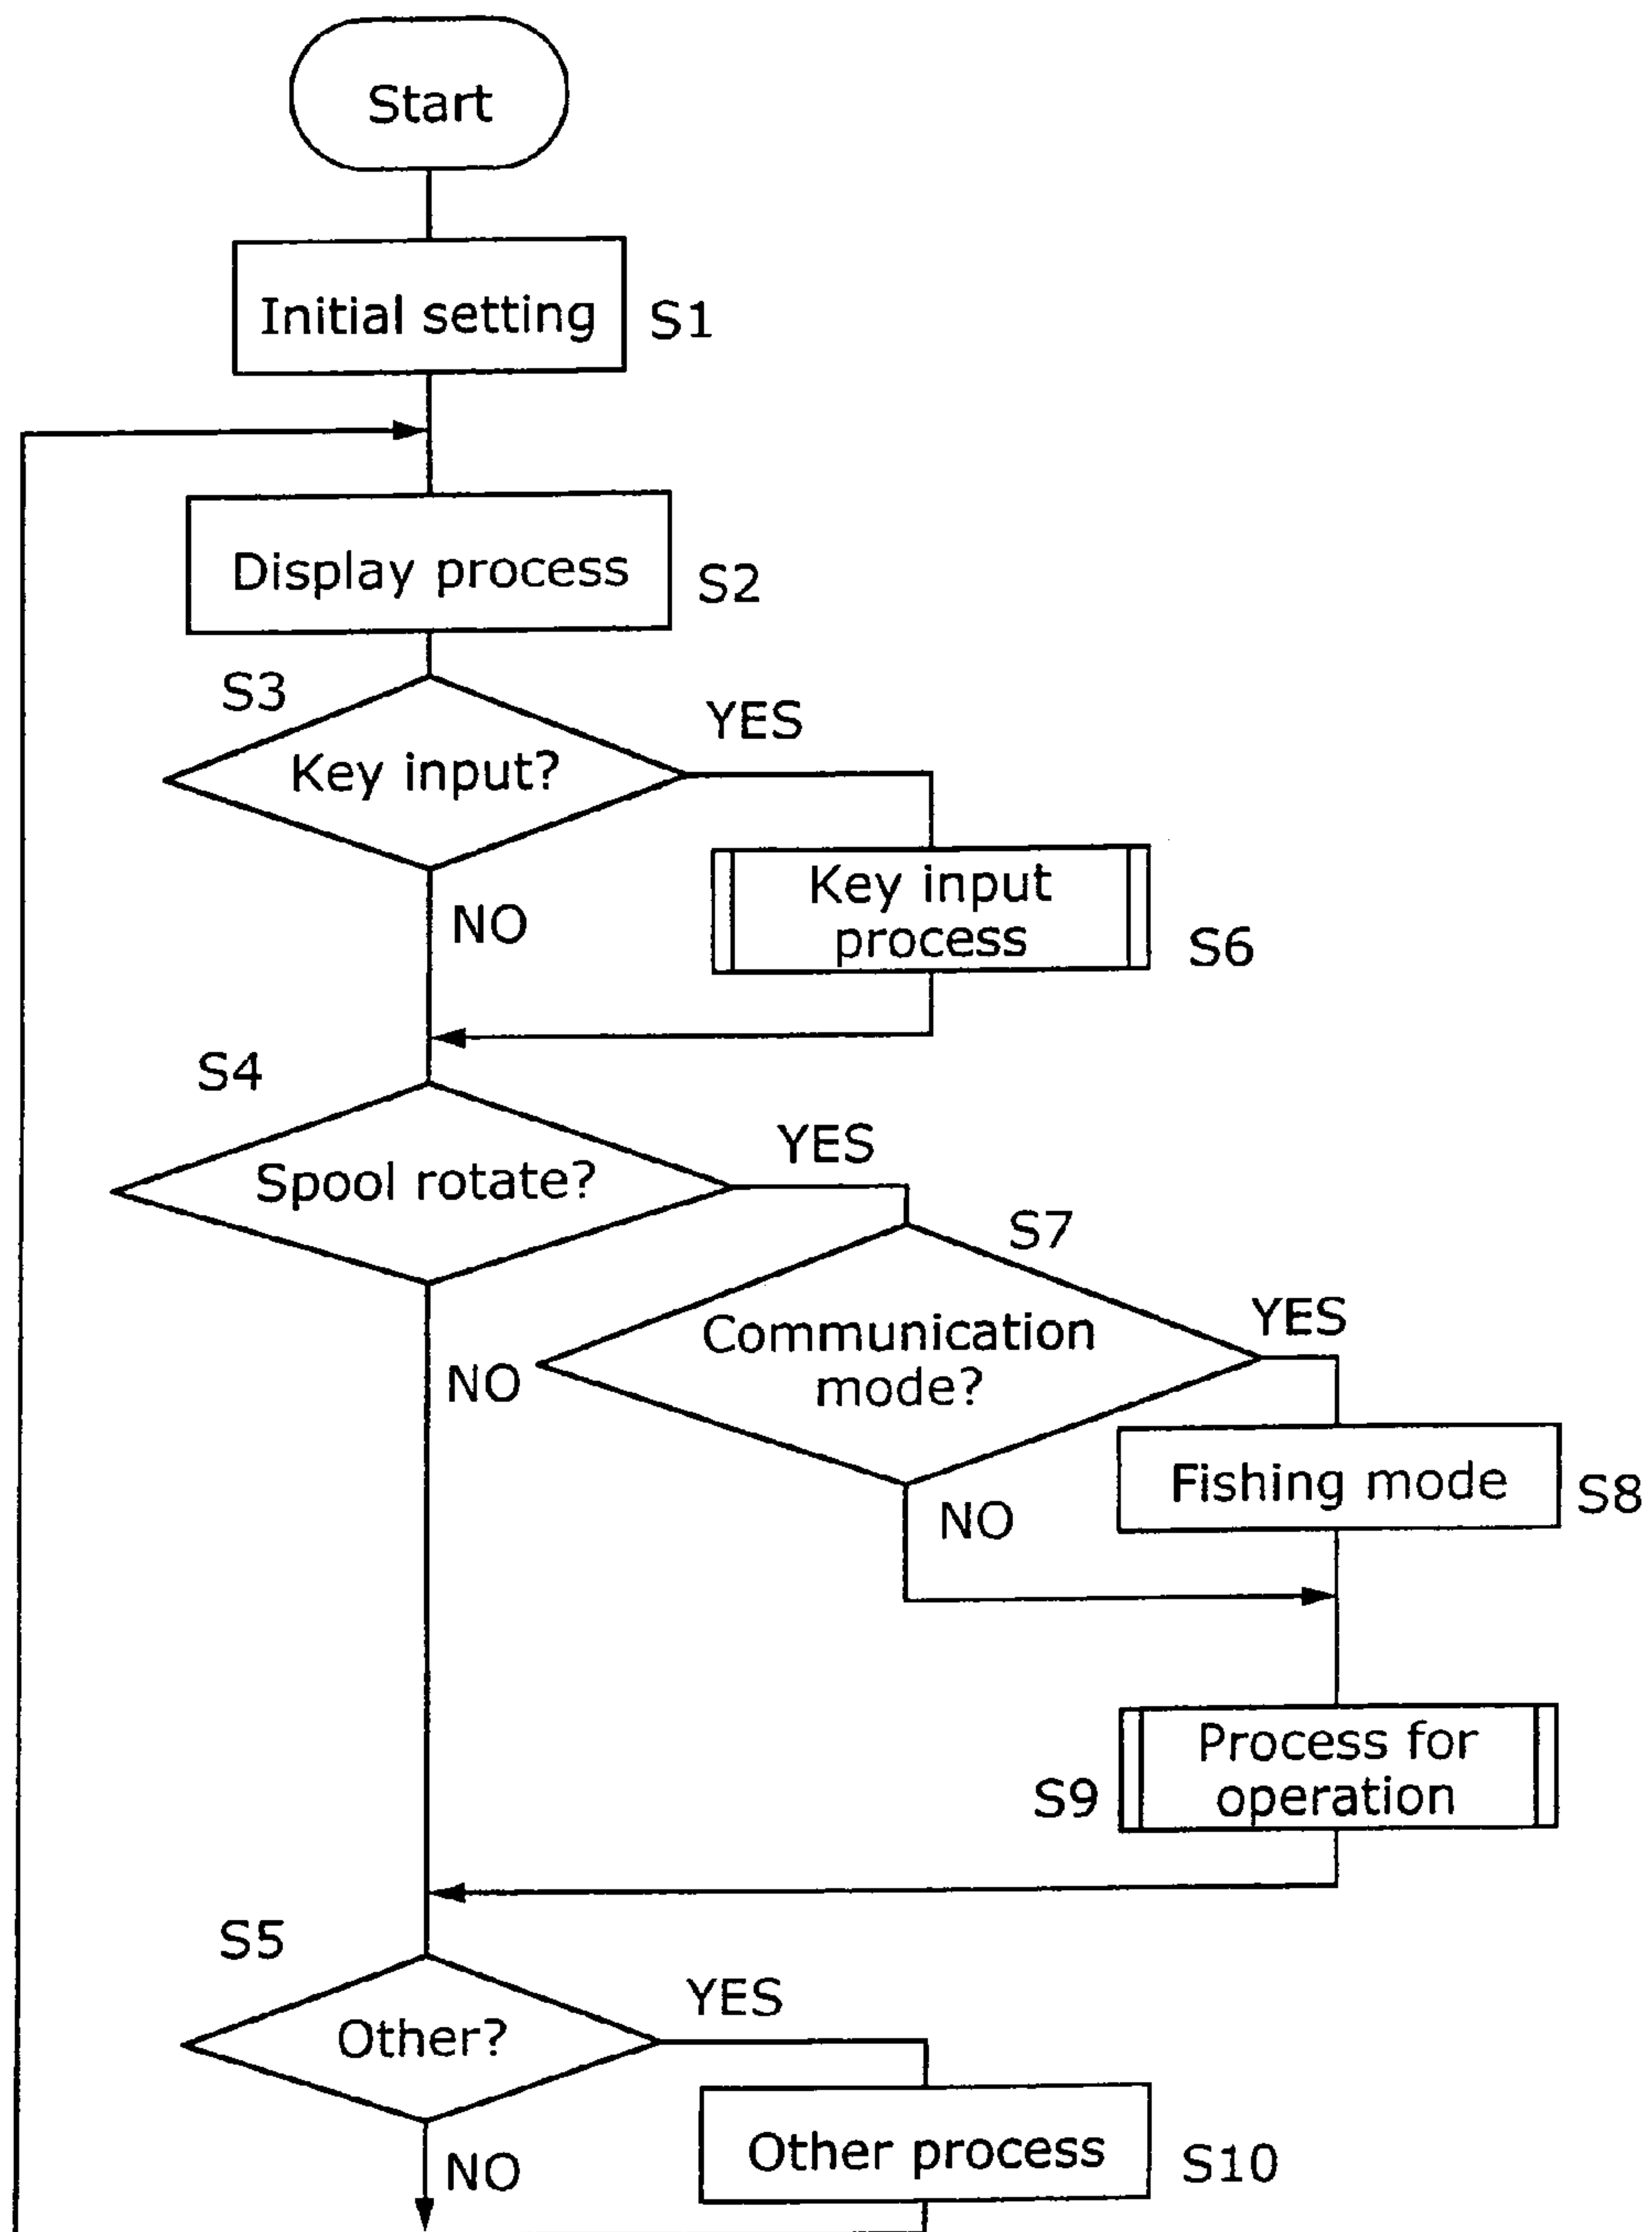 Start
Initial setting
S1
Display process
S2
S3
Key input?
YES
NO
Key input
process
S6
S4
Spool rotate?
YES
S7
Communication
mode?
YES
NO
Fishing mode
S8
NO
Process for
operation
S9
S5
Other?
YES
Other process
S10
NO